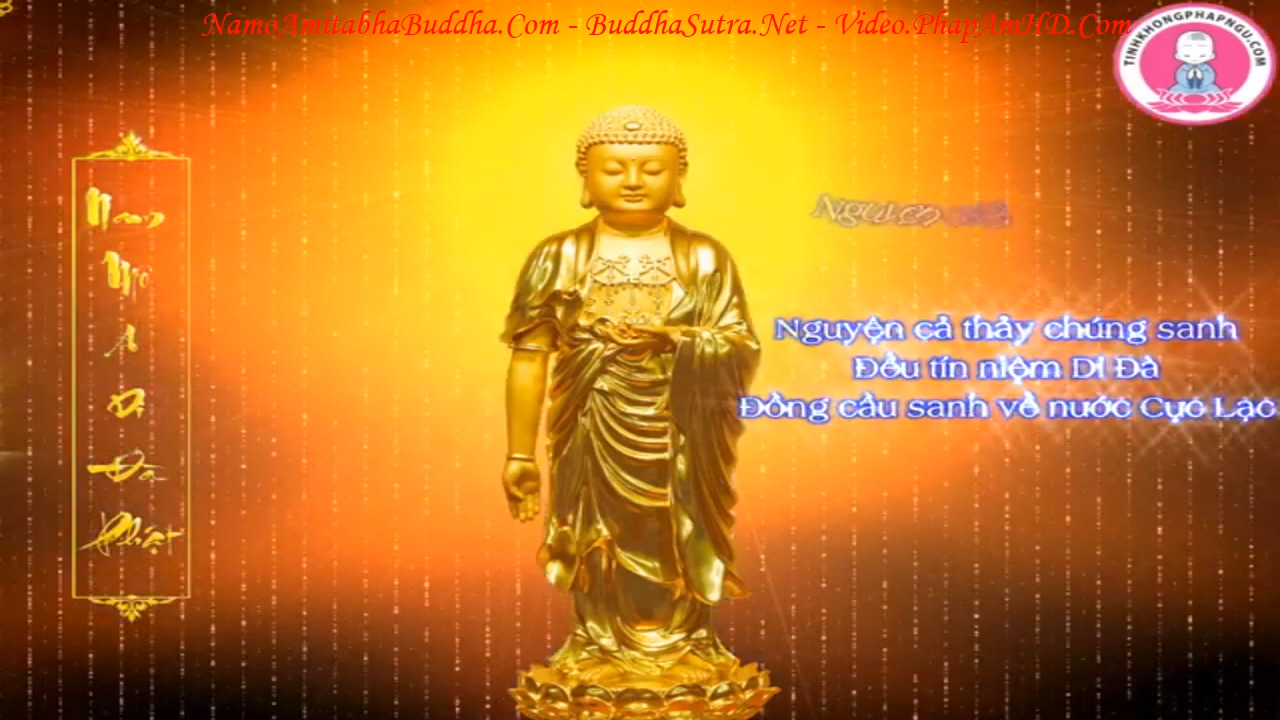 NamoAmitabhaBuddha.Com - BuddhaSutra.Net - Video.PhapAmHD.Com
TINHKHONGPHAPNGU.COM
Nam
Mô
A
Di
Đà
Phật
Nguyện
Nguyện cả thảy chúng sanh
Đều tín niệm Di Đà
Đồng cầu sanh về nước Cực Lạc